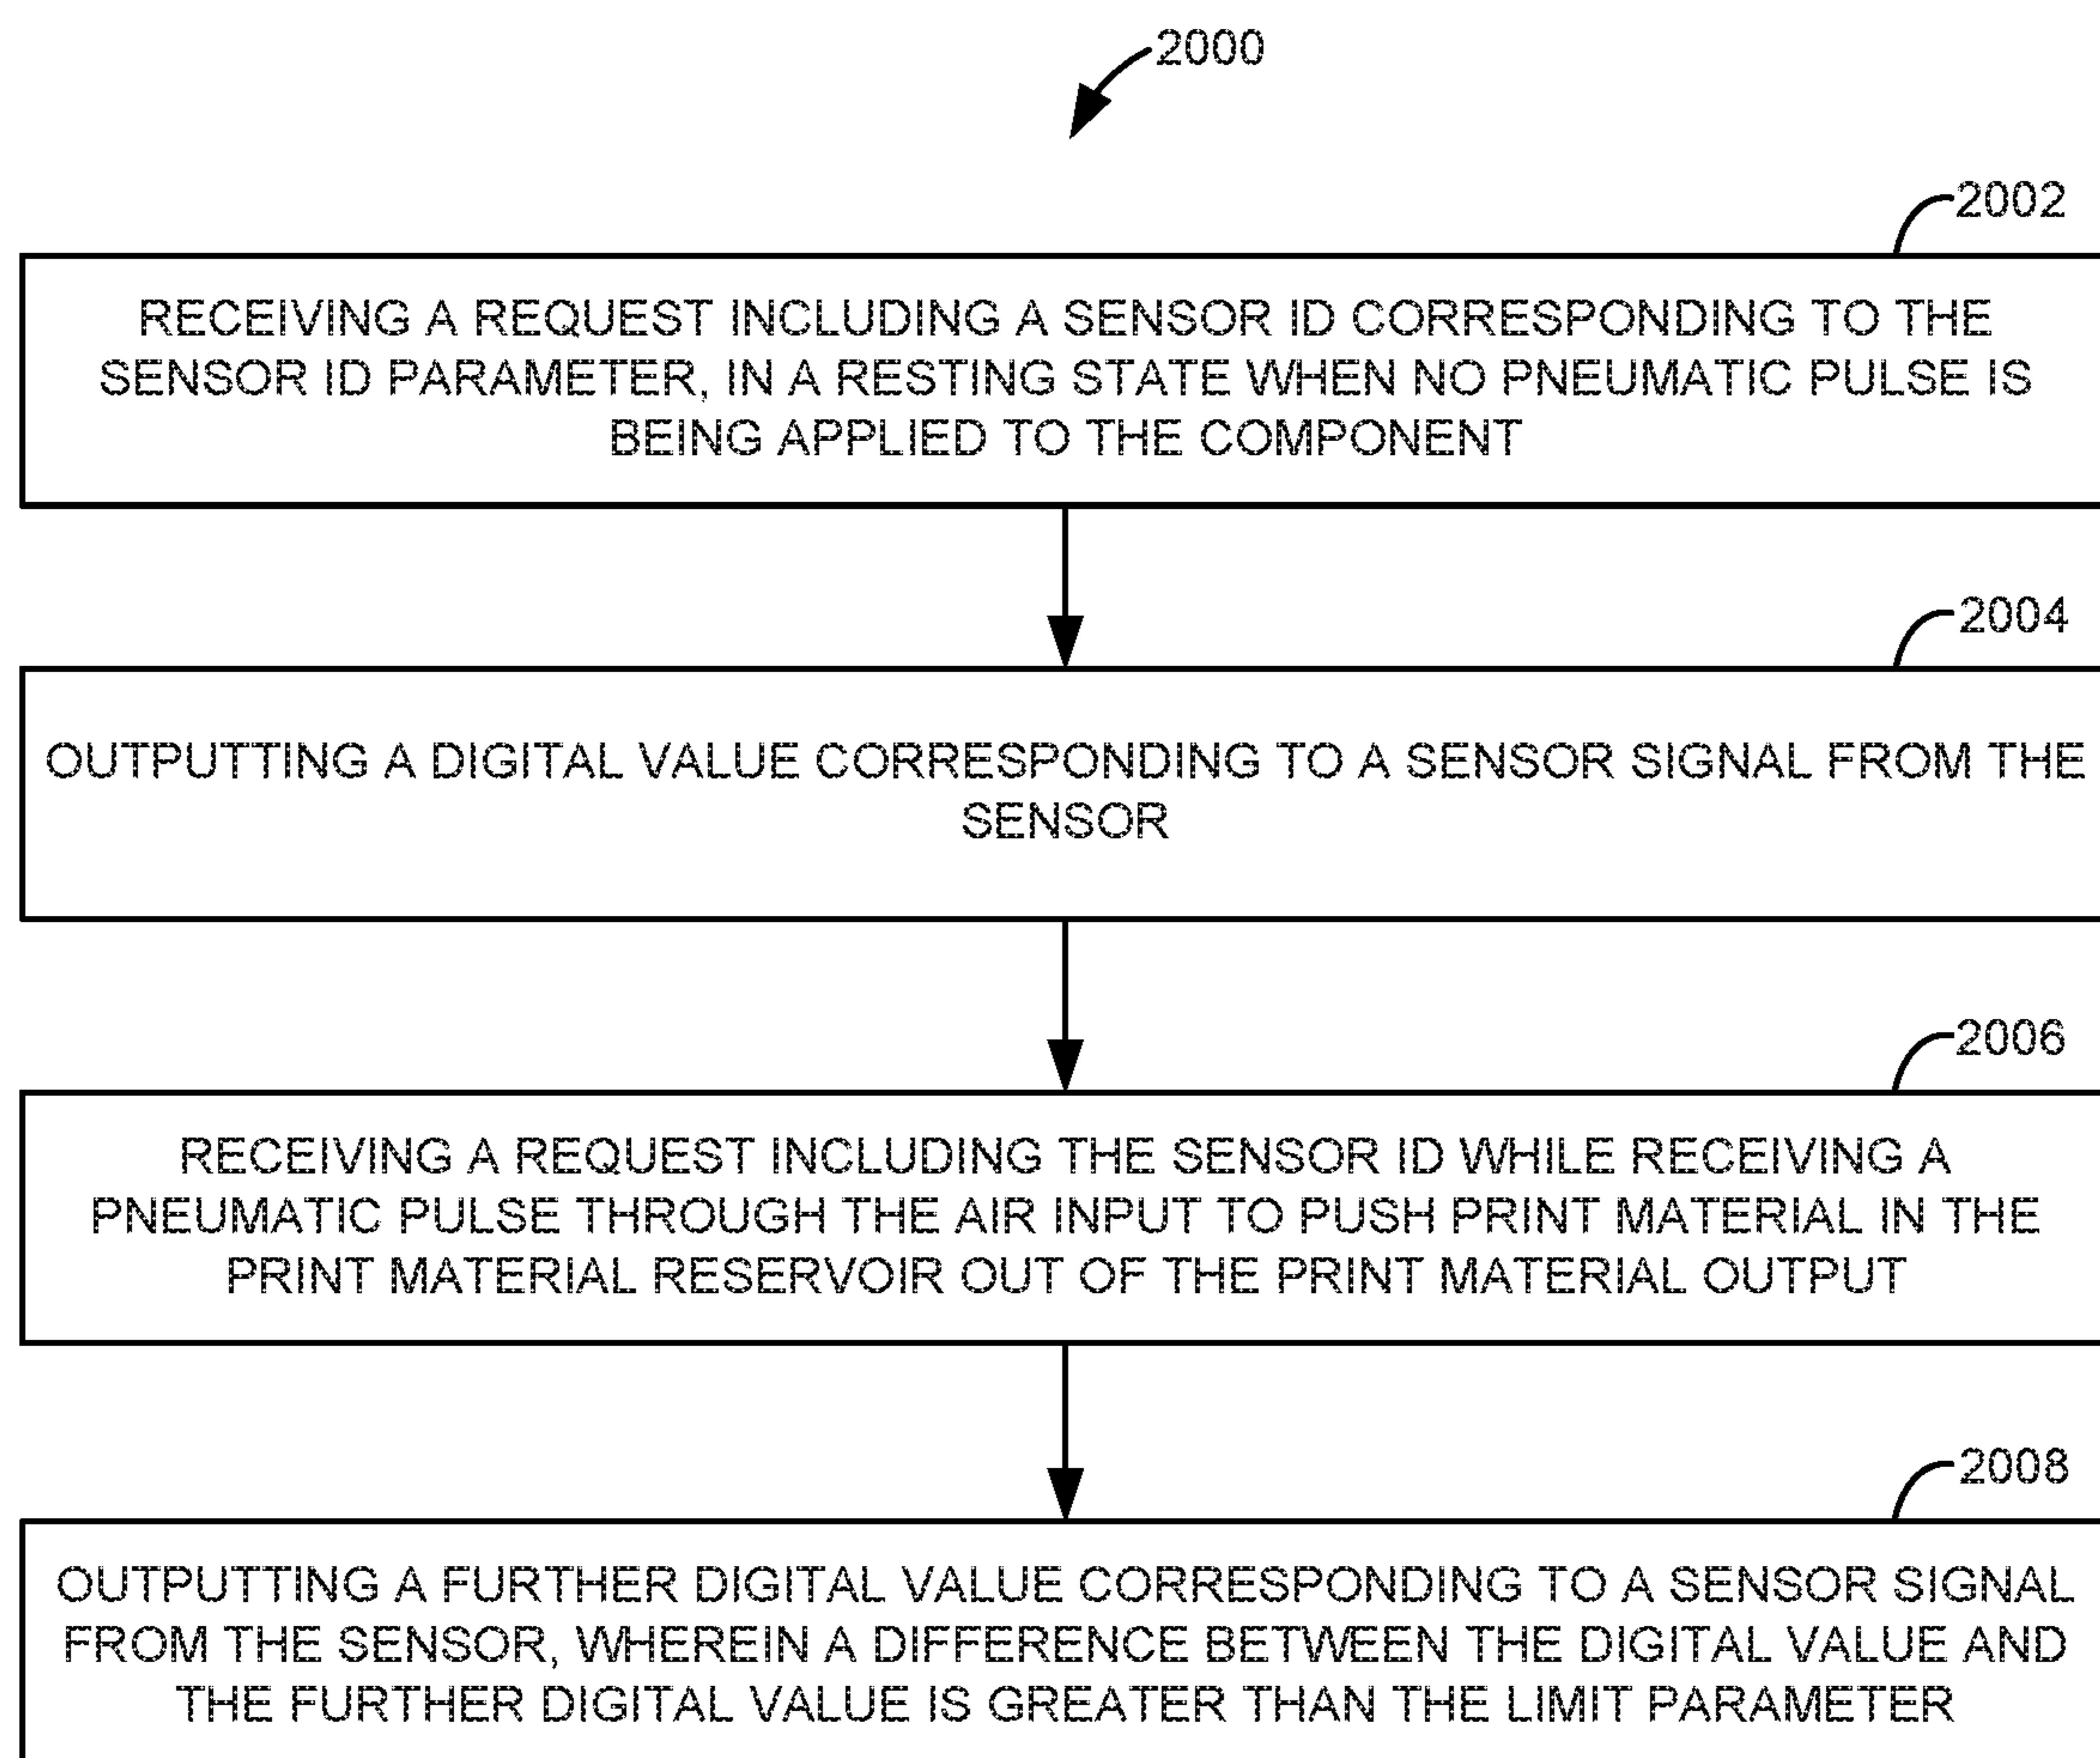 2000
2002
RECEIVING A REQUEST INCLUDING A SENSOR ID CORRESPONDING TO THE
SENSOR ID PARAMETER, IN A RESTING STATE WHEN NO PNEUMATIC PULSE IS
BEING APPLIED TO THE COMPONENT
2004
OUTPUTTING A DIGITAL VALUE CORRESPONDING TO A SENSOR SIGNAL FROM THE
SENSOR
2006
RECEIVING A REQUEST INCLUDING THE SENSOR ID WHILE RECEIVING A
PNEUMATIC PULSE THROUGH THE AIR INPUT TO PUSH PRINT MATERIAL IN THE
PRINT MATERIAL RESERVOIR OUT OF THE PRINT MATERIAL OUTPUT
2008
OUTPUTTING A FURTHER DIGITAL VALUE CORRESPONDING TO A SENSOR SIGNAL
FROM THE SENSOR, WHEREIN A DIFFERENCE BETWEEN THE DIGITAL VALUE AND
THE FURTHER DIGITAL VALUE IS GREATER THAN THE LIMIT PARAMETER